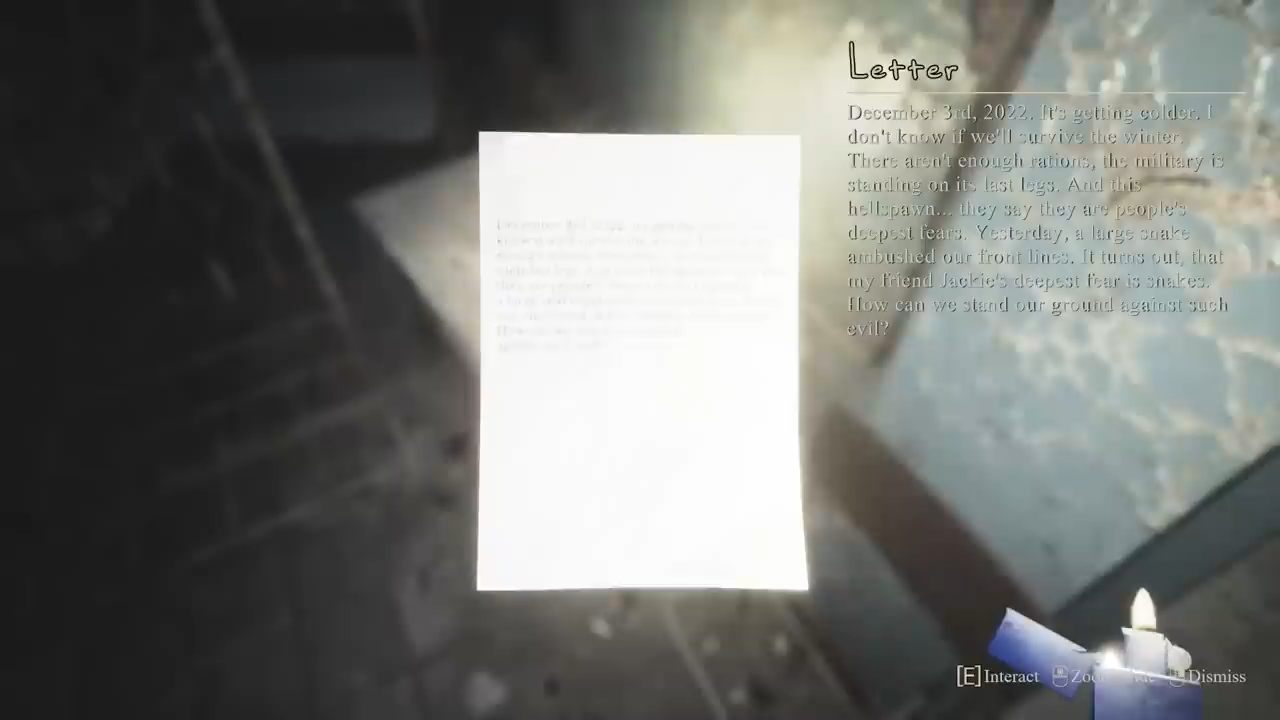 Letter
December 3rd, 2022. It's getting colder. I
don't know if we'll survive the winter.
There aren't enough rations, the military is
standing on its last legs. And this
hellspawn... they say they are people's
deepest fears. Yesterday, a large snake
ambushed our front lines. It turns out, that
my friend Jackie's deepest fear is snakes.
How can we stand our ground against such
evil?
[E]Interact Dismiss